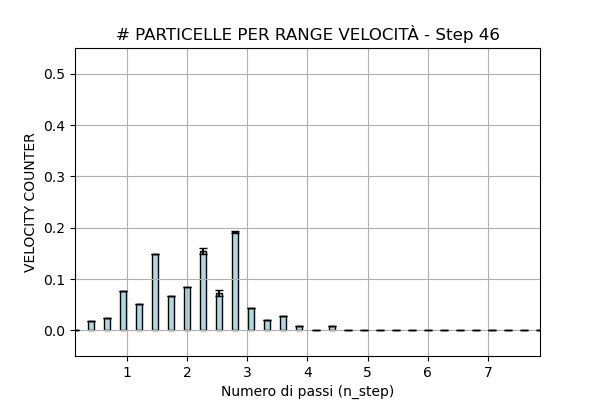 # PARTICELLE PER RANGE VELOCITÀ - Step 46
0.5
0.4
0.3
0.2
0.1
0.0
VELOCITY COUNTER
1 2 3 4 5 6 7
Numero di passi (n_step)